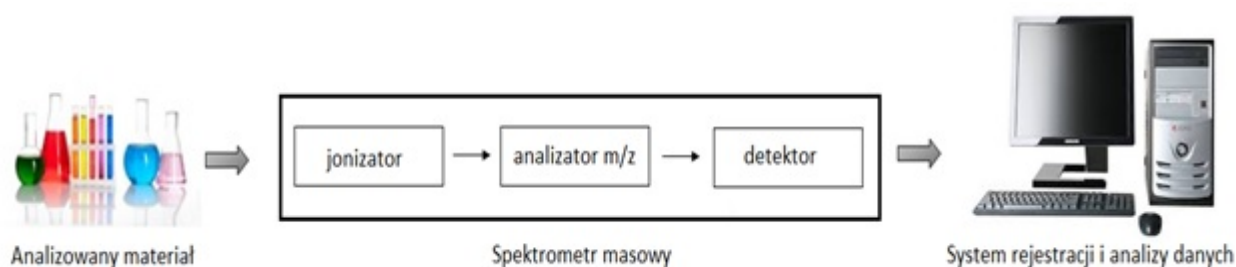 jonizator
analizator m/z
detektor
Analizowany materiał
Spektrometr masowy
System rejestracji i analizy danych